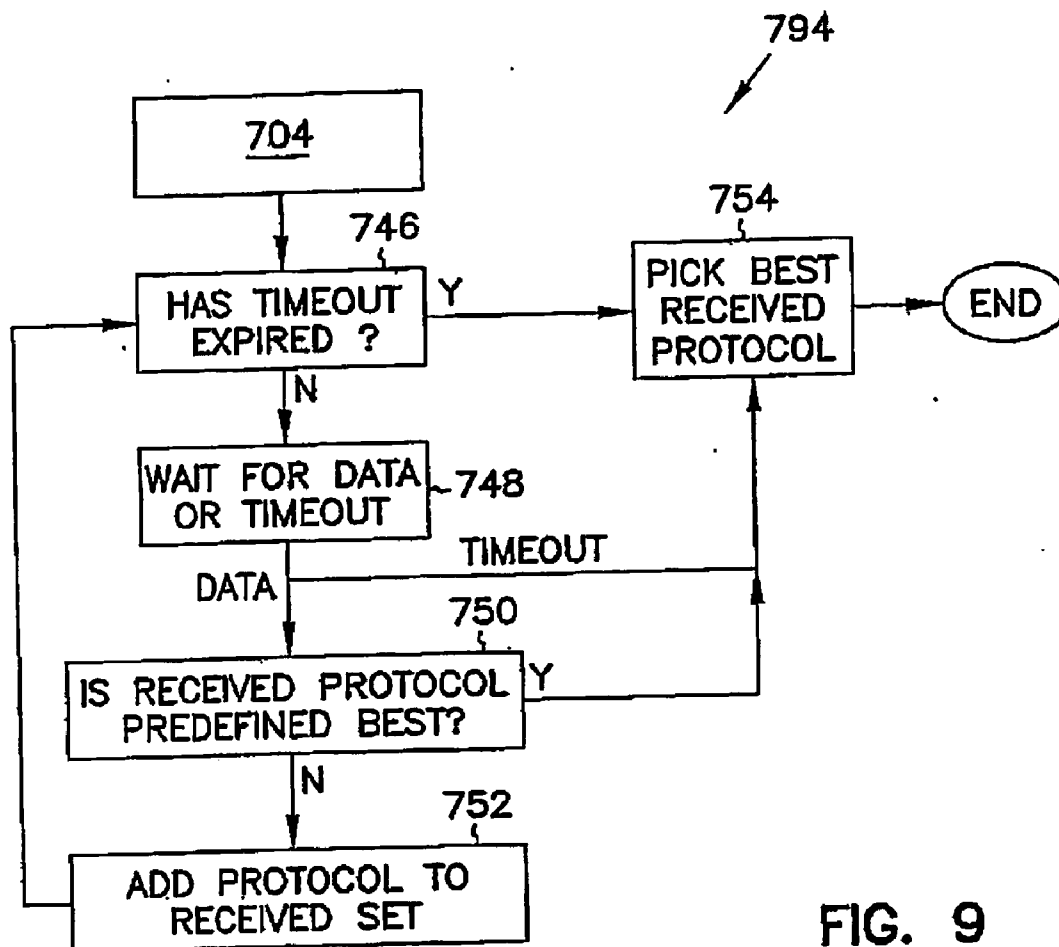 794
704
746
HAS TIMEOUT
EXPIRED ?
Y
N
754
PICK BEST
RECEIVED
PROTOCOL
END
WAIT FOR DATA
OR TIMEOUT
748
TIMEOUT
DATA
750
IS RECEIVED PROTOCOL
PREDEFINED BEST?
Y
N
752
ADD PROTOCOL TO
RECEIVED SET
FIG. 9